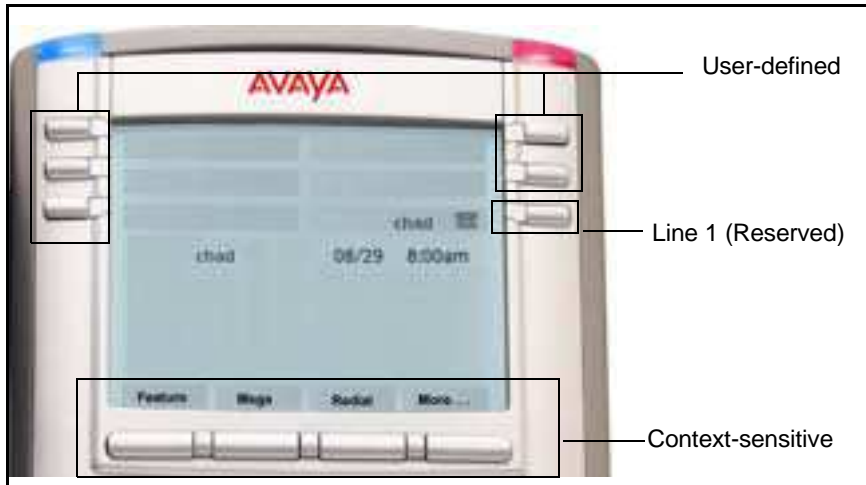 AVAYA
User-defined
chad
Line 1 (Reserved)
chad 08/29 8:00am
Feature Msgs Redial More...
Context-sensitive